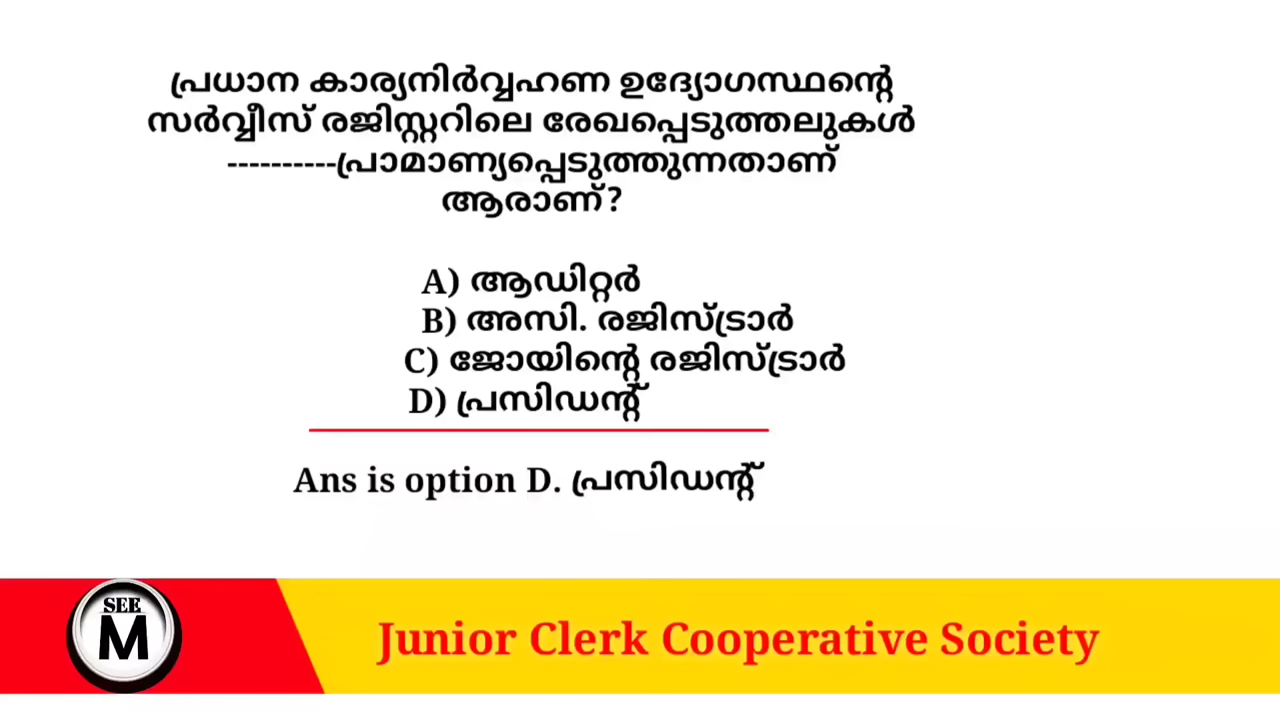 പ്രധാന കാര്യനിർവ്വഹണ ഉദ്യോഗസ്ഥന്റെ
സർവ്വീസ് രജിസ്റ്ററിലെ രേഖപ്പെടുത്തലുകൾ
----------പ്രാമാണ്യപ്പെടുത്തുന്നതാണ്
ആരാണ്?
A) ആഡിറ്റർ
B) അസി. രജിസ്ട്രാർ
C) ജോയിന്റെ രജിസ്ട്രാർ
D) പ്രസിഡന്റ്
Ans is option D. പ്രസിഡന്റ്
SEE
M
Junior Clerk Cooperative Society